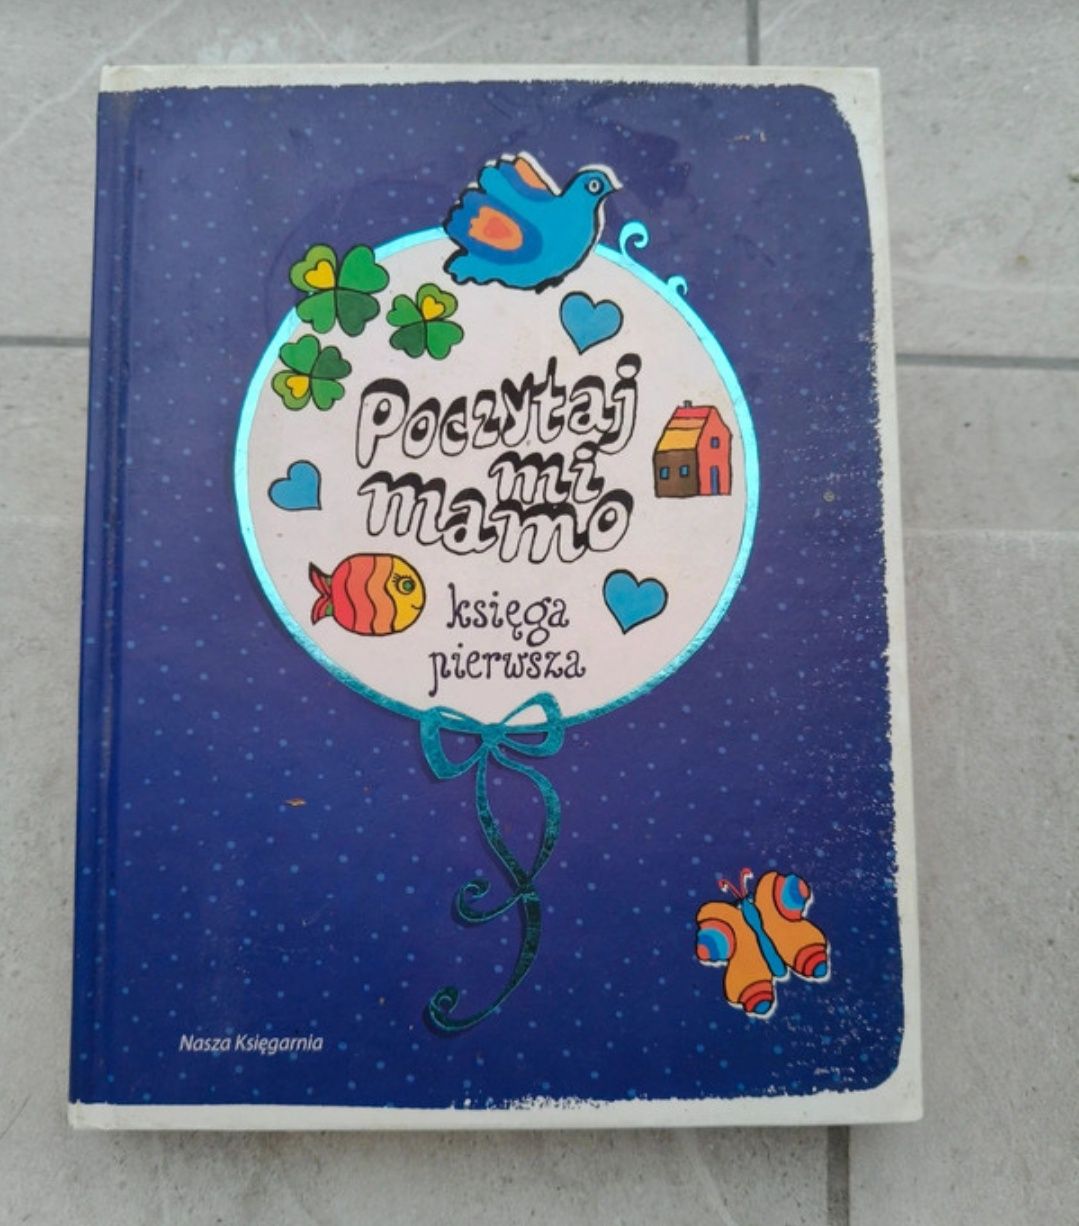 Poczytaj
mi
mamo
księga
pierwsza
Nasza Księgarnia